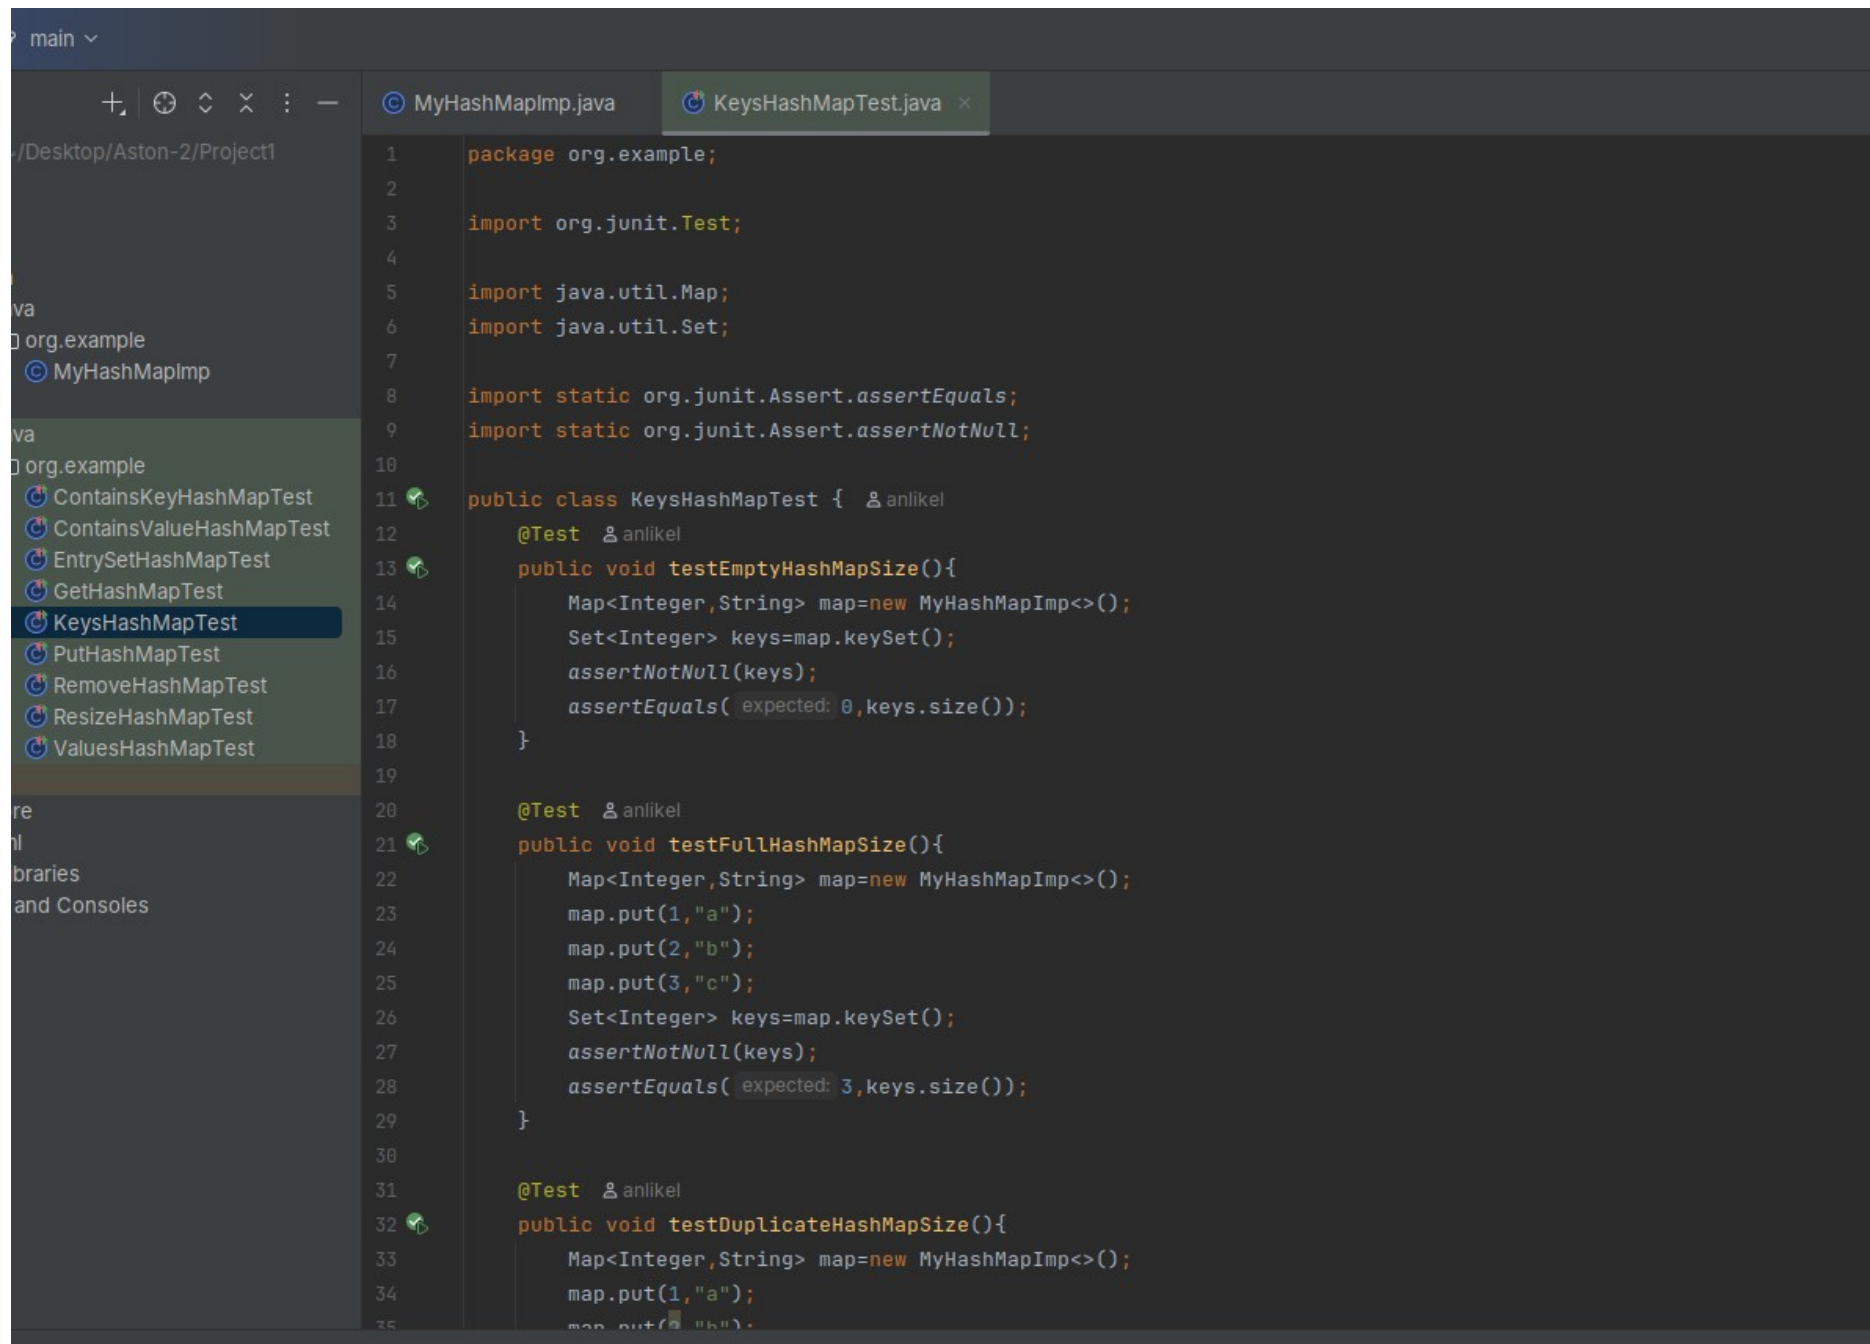 main
MyHashMapImp.java
KeysHashMapTest.java
/Desktop/Aston-2/Project1
org.example
MyHashMapImp
org.example
ContainsKeyHashMapTest
ContainsValueHashMapTest
EntrySetHashMapTest
GetHashMapTest
KeysHashMapTest
PutHashMapTest
RemoveHashMapTest
ResizeHashMapTest
ValuesHashMapTest
braries
and Consoles
1 package org.example;
2
3 import org.junit.Test;
4
5 import java.util.Map;
6 import java.util.Set;
7
8 import static org.junit.Assert.assertEquals;
9 import static org.junit.Assert.assertNotNull;
10
11 public class KeysHashMapTest { anlikel
12 @Test anlikel
13 public void testEmptyHashMapSize(){
14 Map<Integer,String> map=new MyHashMapImp<>();
15 Set<Integer> keys=map.keySet();
16 assertNotNull(keys);
17 assertEquals( expected: 0,keys.size());
18 }
19
20 @Test anlikel
21 public void testFullHashMapSize(){
22 Map<Integer,String> map=new MyHashMapImp<>();
23 map.put(1,"a");
24 map.put(2,"b");
25 map.put(3,"c");
26 Set<Integer> keys=map.keySet();
27 assertNotNull(keys);
28 assertEquals( expected: 3,keys.size());
29 }
30
31 @Test anlikel
32 public void testDuplicateHashMapSize(){
33 Map<Integer,String> map=new MyHashMapImp<>();
34 map.put(1,"a");
35 map.put(2,"b");